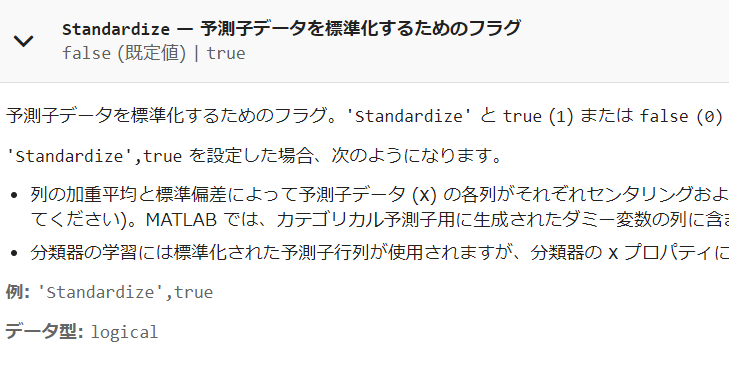 Standardize — 予測子データを標準化するためのフラグ
false (既定値) | true
予測子データを標準化するためのフラグ。'Standardize' と true (1) または false (0)
'Standardize',true を設定した場合、次のようになります。
• 列の加重平均と標準偏差によって予測子データ (X) の各列がそれぞれセンタリングおよ
てください)。MATLAB では、カテゴリカル予測子用に生成されたダミー変数の列に含ま
• 分類器の学習には標準化された予測子行列が使用されますが、分類器の X プロパティに
例: 'Standardize',true
データ型: logical